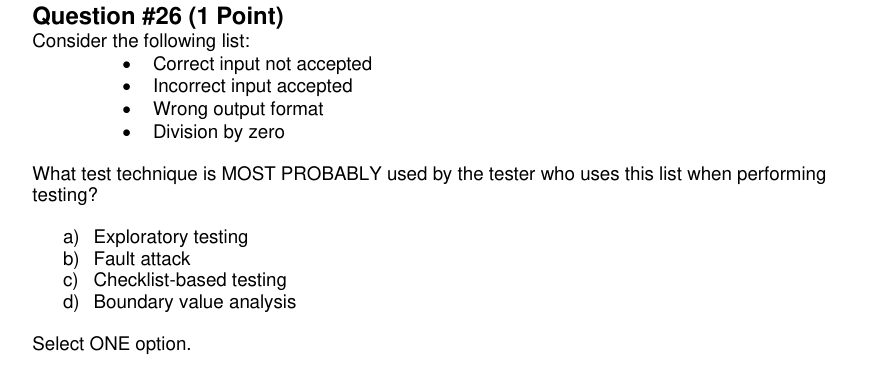 Question #26 (1 Point)
Consider the following list:
• Correct input not accepted
• Incorrect input accepted
• Wrong output format
• Division by zero
What test technique is MOST PROBABLY used by the tester who uses this list when performing
testing?
a) Exploratory testing
b) Fault attack
c) Checklist-based testing
d) Boundary value analysis
Select ONE option.